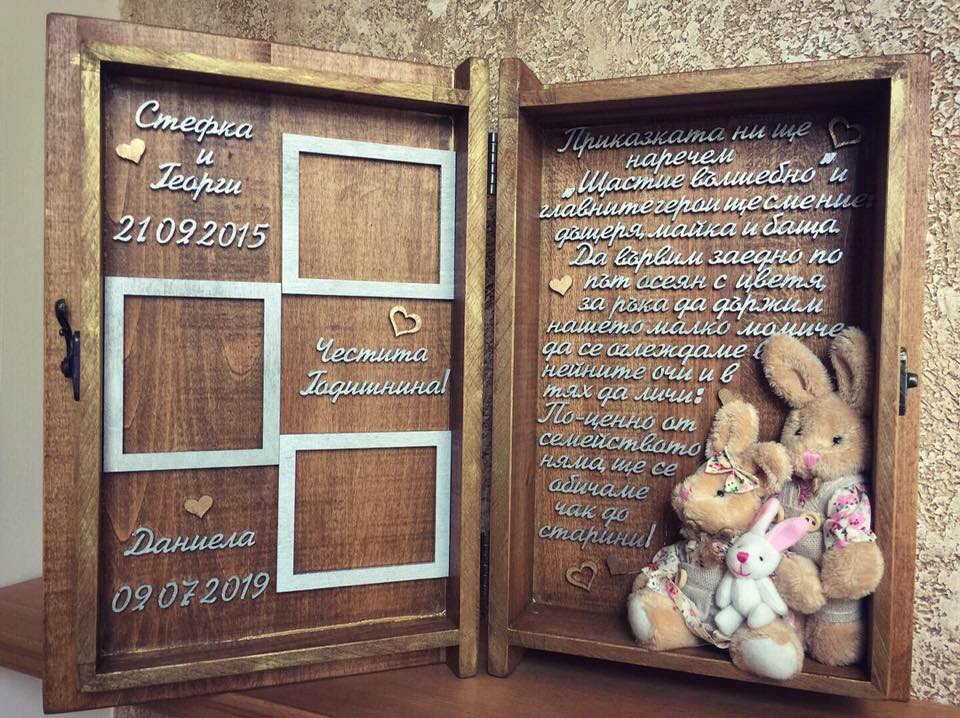 Стефка
и
Георги
21.09.2015
Честита
Годишнина!
Даниела
09.07.2019
Приказката ни ще
наречем
„Щастие вълшебно” и
главните герои ще сме ние:
дъщеря, майка и баща.
Да вървим заедно по
път осеян с цветя,
за ръка да държим
нашето малко момиче
да се оглеждаме в
нейните очи и в
тях да личи:
По-ценно от
семейството
няма, ще се
обичаме
чак до
старини!